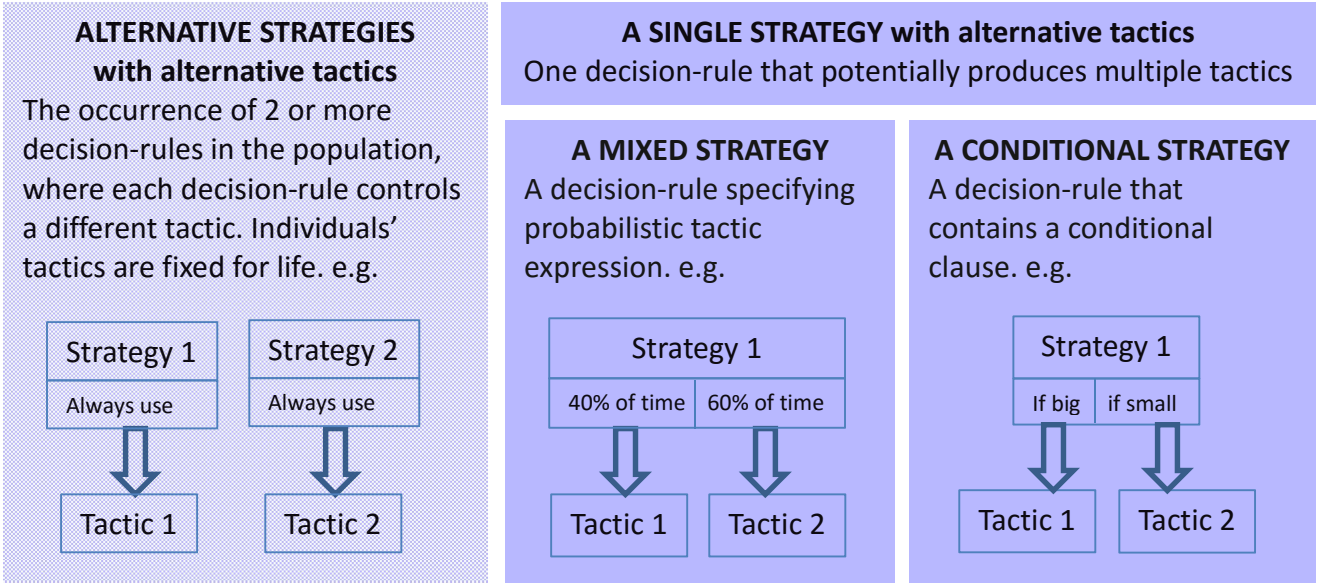 ALTERNATIVE STRATEGIES
with alternative tactics
The occurrence of 2 or more
decision-rules in the population,
where each decision-rule controls
a different tactic. Individuals’
tactics are fixed for life. e.g.
Strategy 1
Always use
Tactic 1
Strategy 2
Always use
Tactic 2
A SINGLE STRATEGY with alternative tactics
One decision-rule that potentially produces multiple tactics
A MIXED STRATEGY
A decision-rule specifying
probabilistic tactic
expression. e.g.
Strategy 1
40% of time
60% of time
Tactic 1
Tactic 2
A CONDITIONAL STRATEGY
A decision-rule that
contains a conditional
clause. e.g.
Strategy 1
If big
if small
Tactic 1
Tactic 2